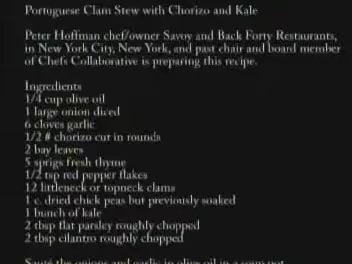 Portuguese Clam Stew with Chorizo and Kale
Peter Hoffman chef/owner Savoy and Back Forty Restaurants,
in New York City, New York, and past chair and board member
of Chefs Collaborative is preparing this recipe.
Ingredients
1/4 cup olive oil
1 large onion diced
6 cloves garlic
1/2 # chorizo cut in rounds
2 bay leaves
5 sprigs fresh thyme
1/2 tsp red pepper flakes
12 littleneck or topneck clams
1 c. dried chick peas but previously soaked
1 bunch of kale
2 tbsp flat parsley roughly chopped
2 tbsp cilantro roughly chopped
Sauté the onions and garlic in olive oil in a soup pot